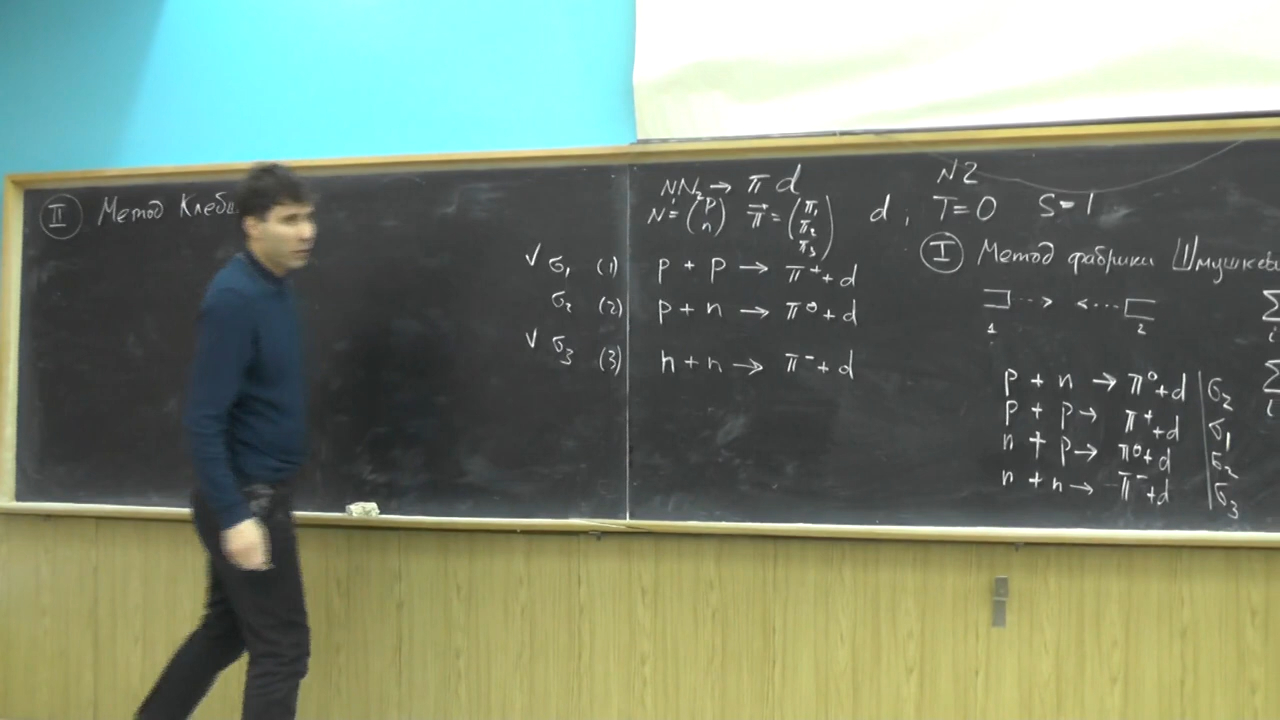 II Метод
NN → π d
N = (p n) π⃗ = (π₁ π₂ π₃)
✓ σ₁ (1) p + p → π⁺ + d
σ₂ (2) p + n → π⁰ + d
✓ σ₃ (3) n + n → π⁻ + d
N2
d, T=0 S=1
I Метод фабрики
1 2
p + n → π⁰ + d | σ₂
p + p → π⁺ + d | σ₁
n + p → π⁰ + d | σ₂
n + n → π⁻ + d | σ₃
Σ i
Σ i